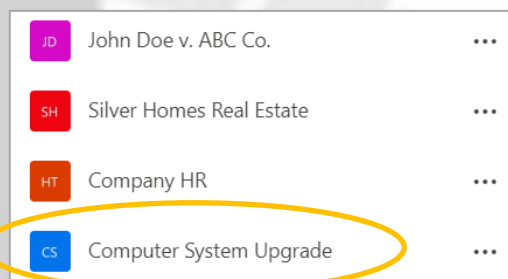 JD John Doe v. ABC Co. ...
SH Silver Homes Real Estate ...
HT Company HR ...
CS Computer System Upgrade ...